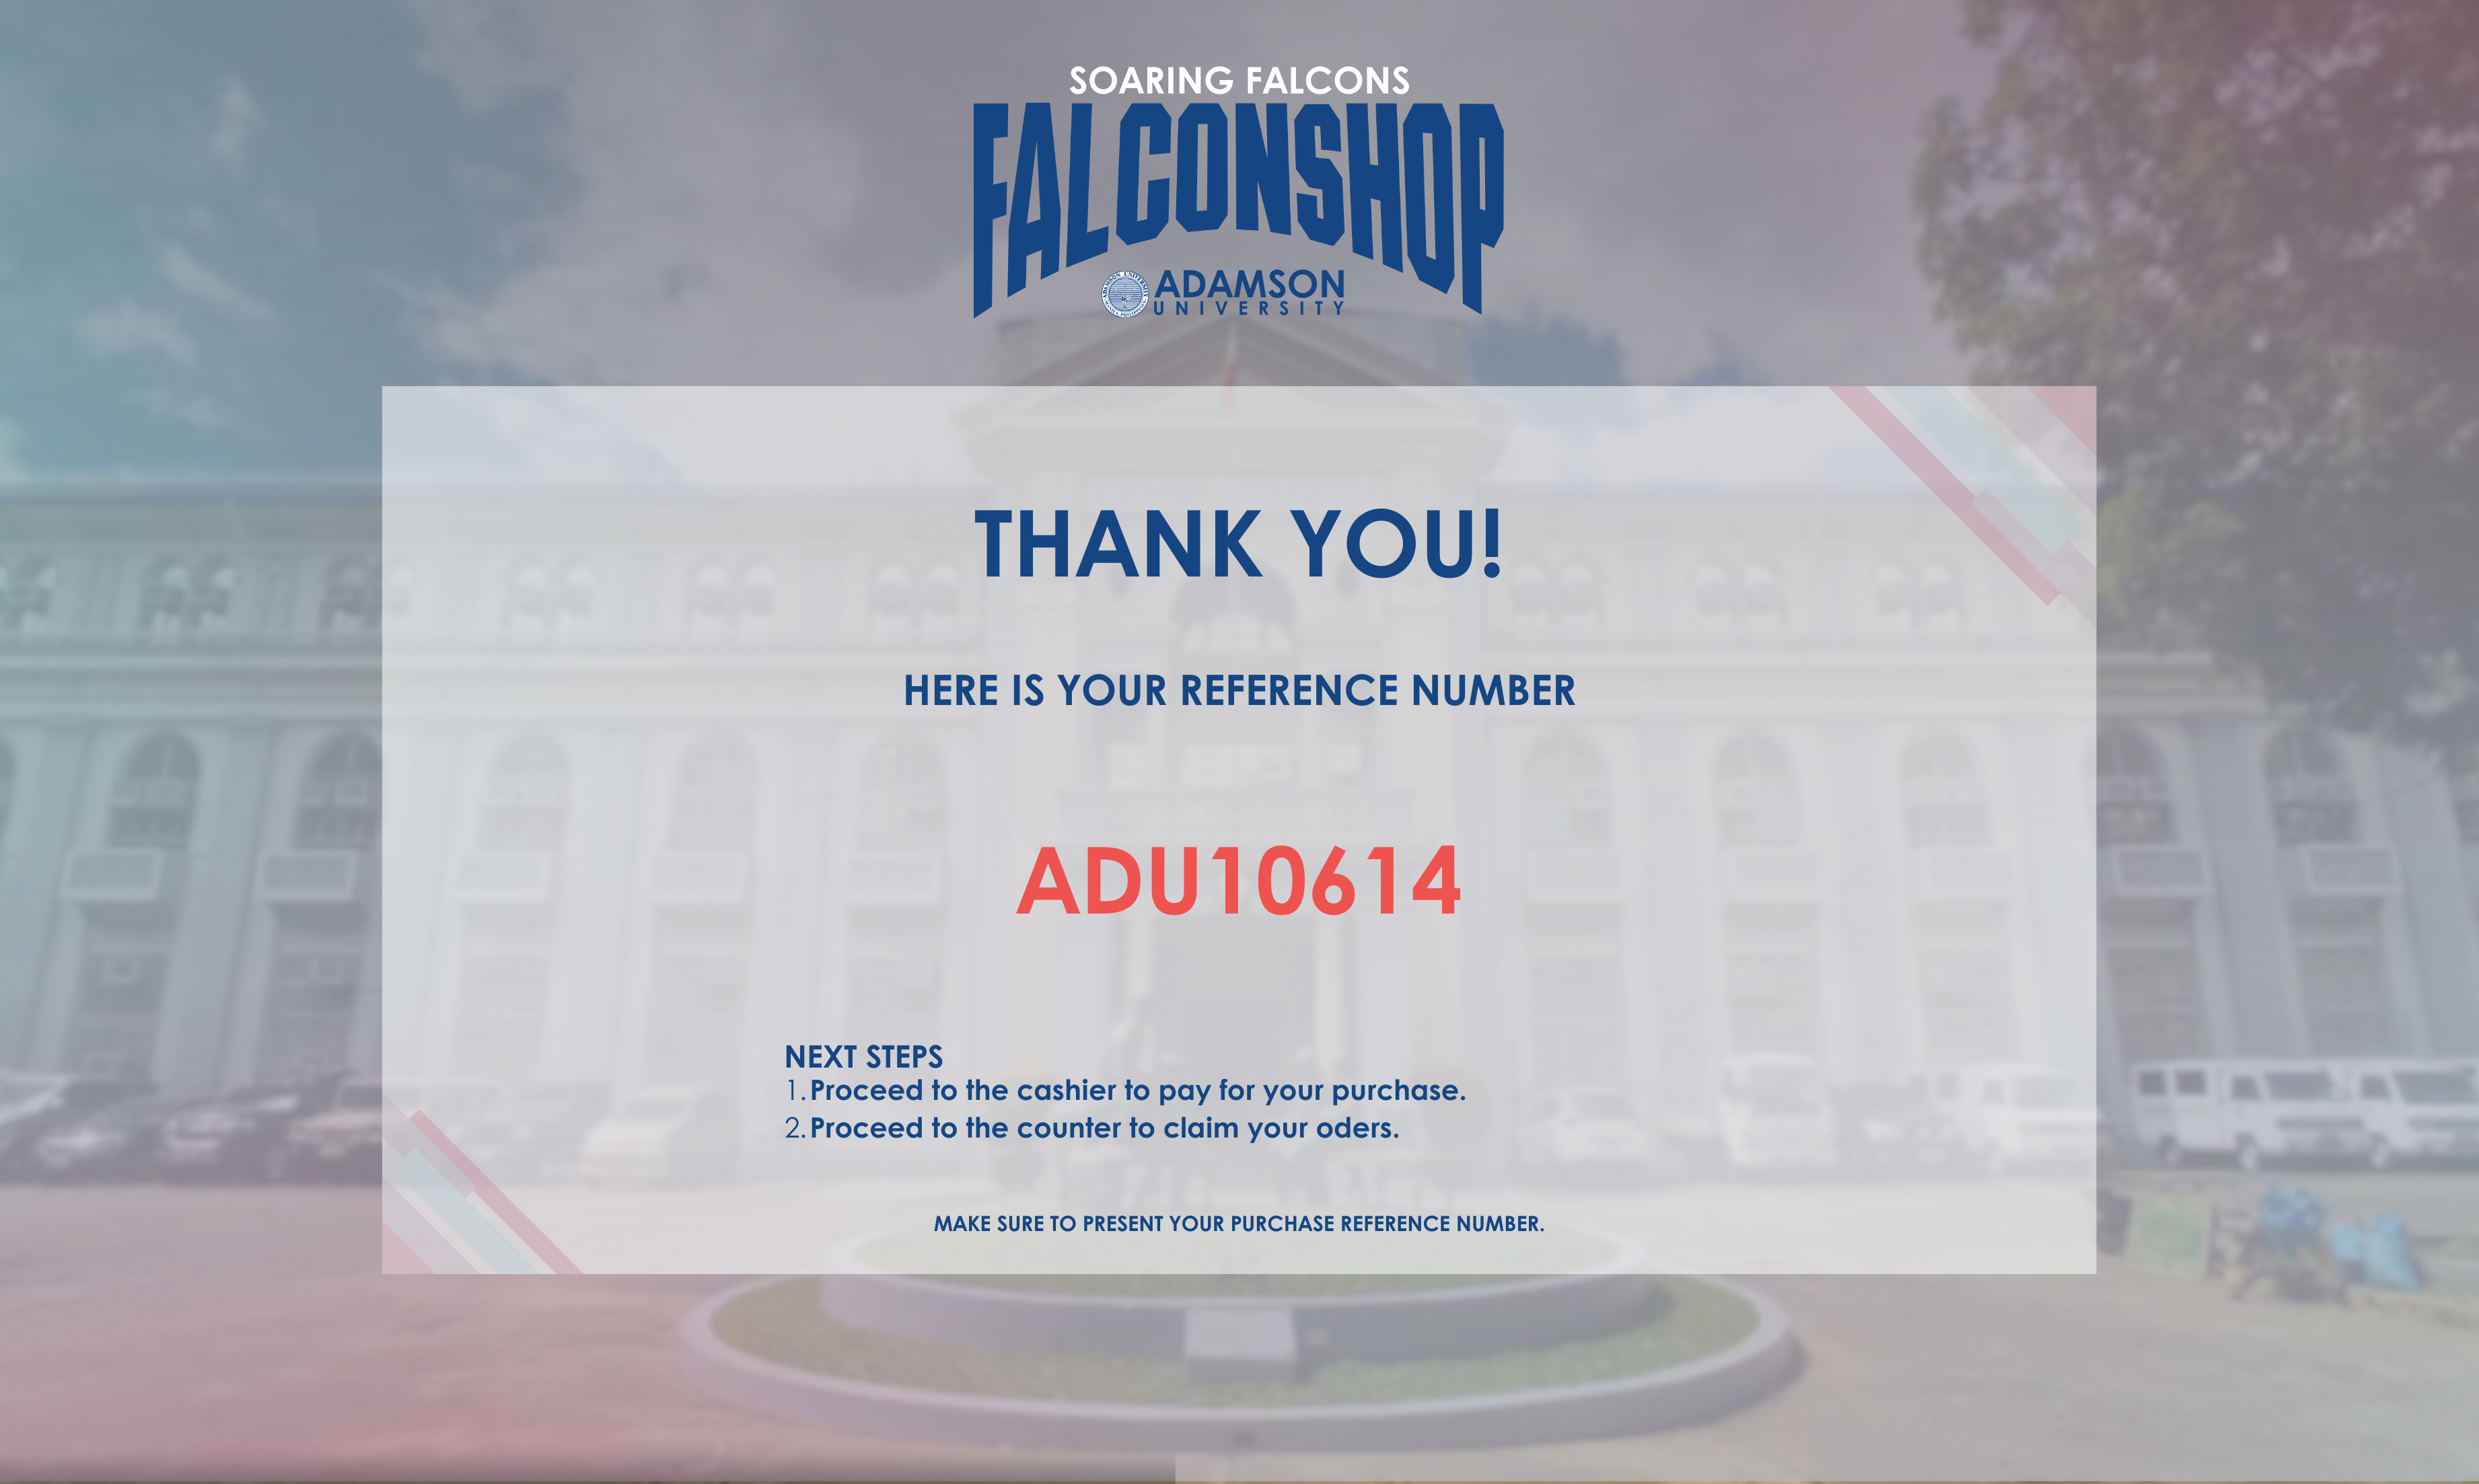 SOARING FALCONS
FALCONSHOP
ADAMSON
UNIVERSITY
THANK YOU!
HERE IS YOUR REFERENCE NUMBER
ADU10614
NEXT STEPS
1. Proceed to the cashier to pay for your purchase.
2. Proceed to the counter to claim your oders.
MAKE SURE TO PRESENT YOUR PURCHASE REFERENCE NUMBER.